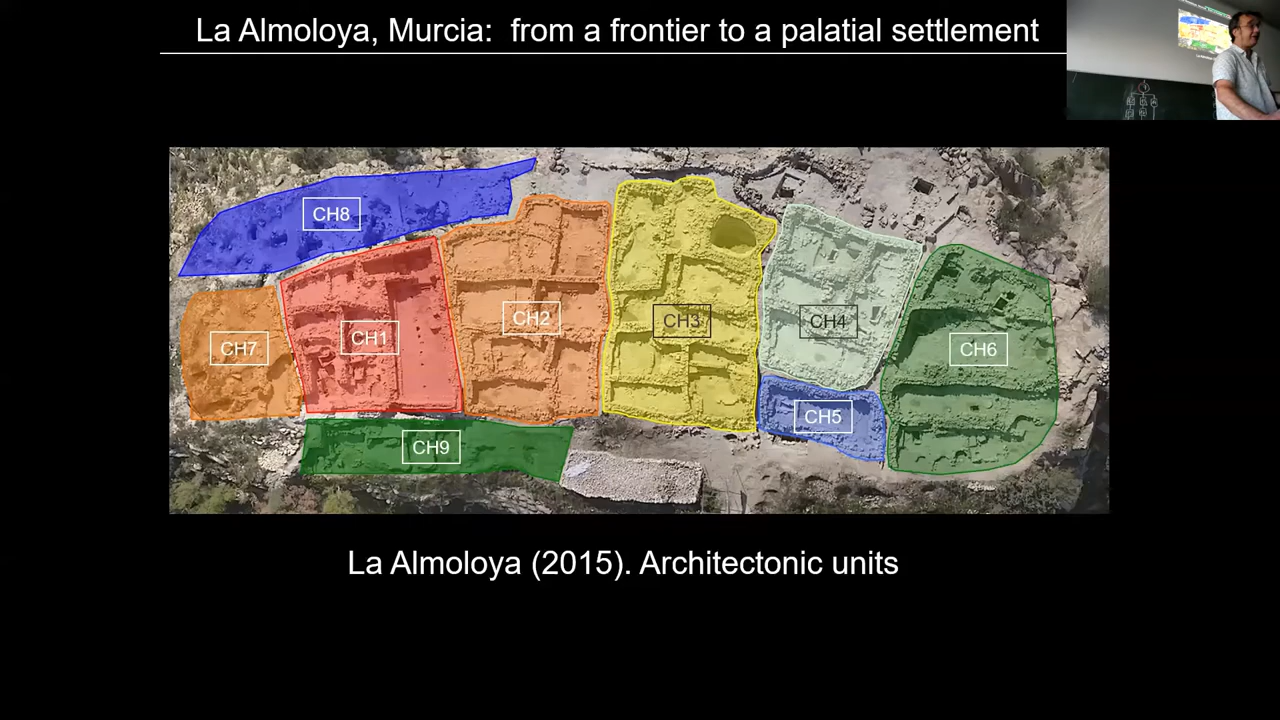 La Almoloya, Murcia: from a frontier to a palatial settlement
CH8
CH2
CH3
CH4
CH1
CH7
CH6
CH5
CH9
La Almoloya (2015). Architectonic units